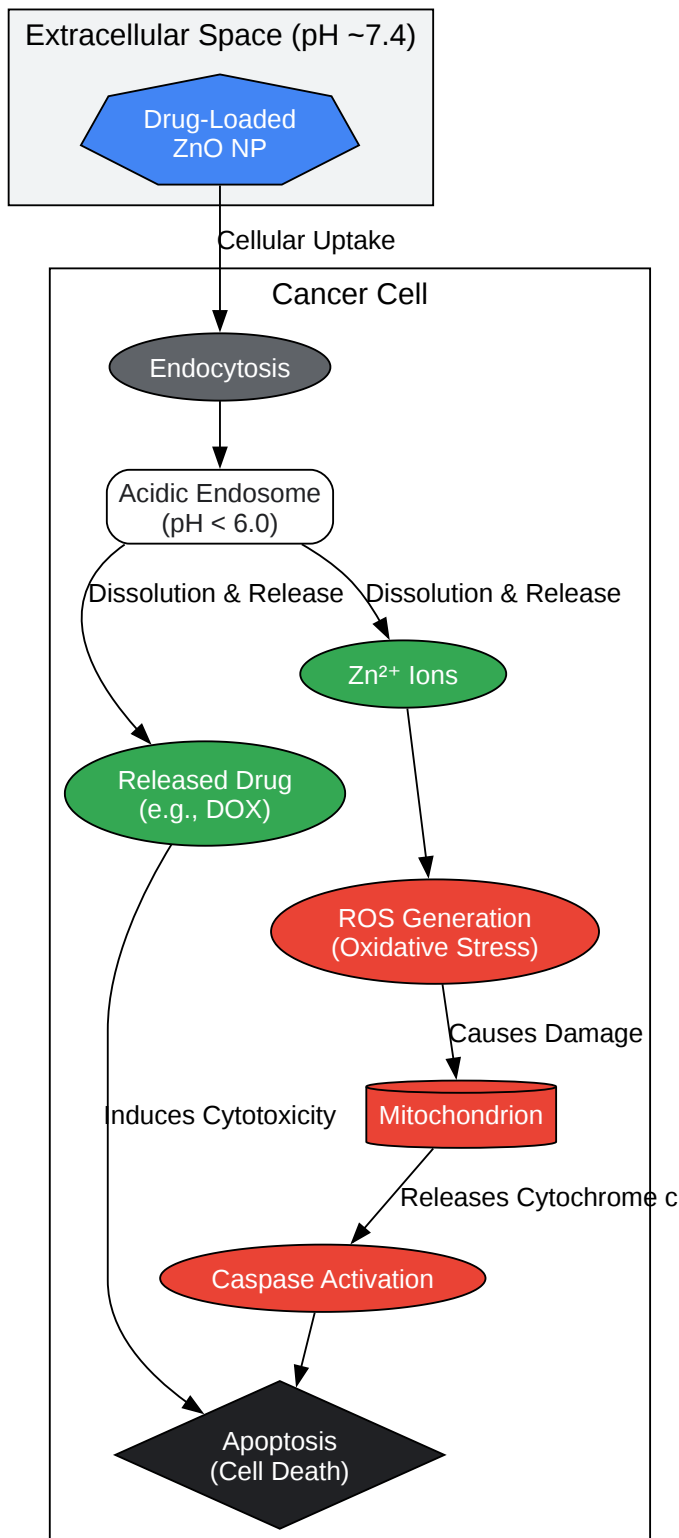 Extracellular Space (pH ~7.4)
Drug-Loaded
ZnO NP
Cellular Uptake
Cancer Cell
Endocytosis
Acidic Endosome
(pH < 6.0)
Dissolution & Release
Dissolution & Release
Zn²⁺ Ions
Released Drug
(e.g., DOX)
ROS Generation
(Oxidative Stress)
Causes Damage
Induces Cytotoxicity
Mitochondrion
Releases Cytochrome c
Caspase Activation
Apoptosis
(Cell Death)